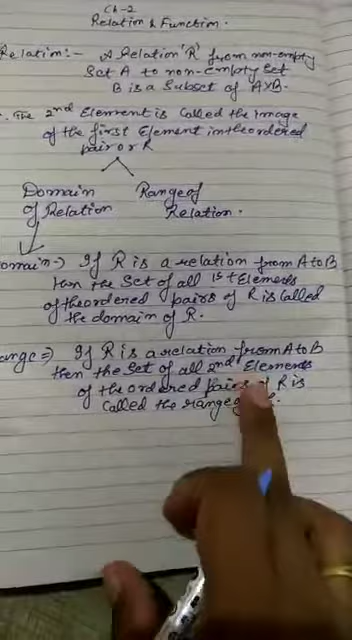 Ch-2
Relation & Function.
Relation:- A Relation 'R' from non-empty
Set A to non-empty Set
B is a Subset of A×B.
. The 2nd Element is Called the Image
of the first Element in the ordered
pair or R
Domain
of Relation
Range of
Relation.
omain-) If R is a relation from A to B
then the Set of all 1st Elements
of the ordered pairs of R is Called
the domain of R.
ange=) If R is a relation from A to B
then the Set of all 2nd Elements
of the ordered pairs of R is
Called the range